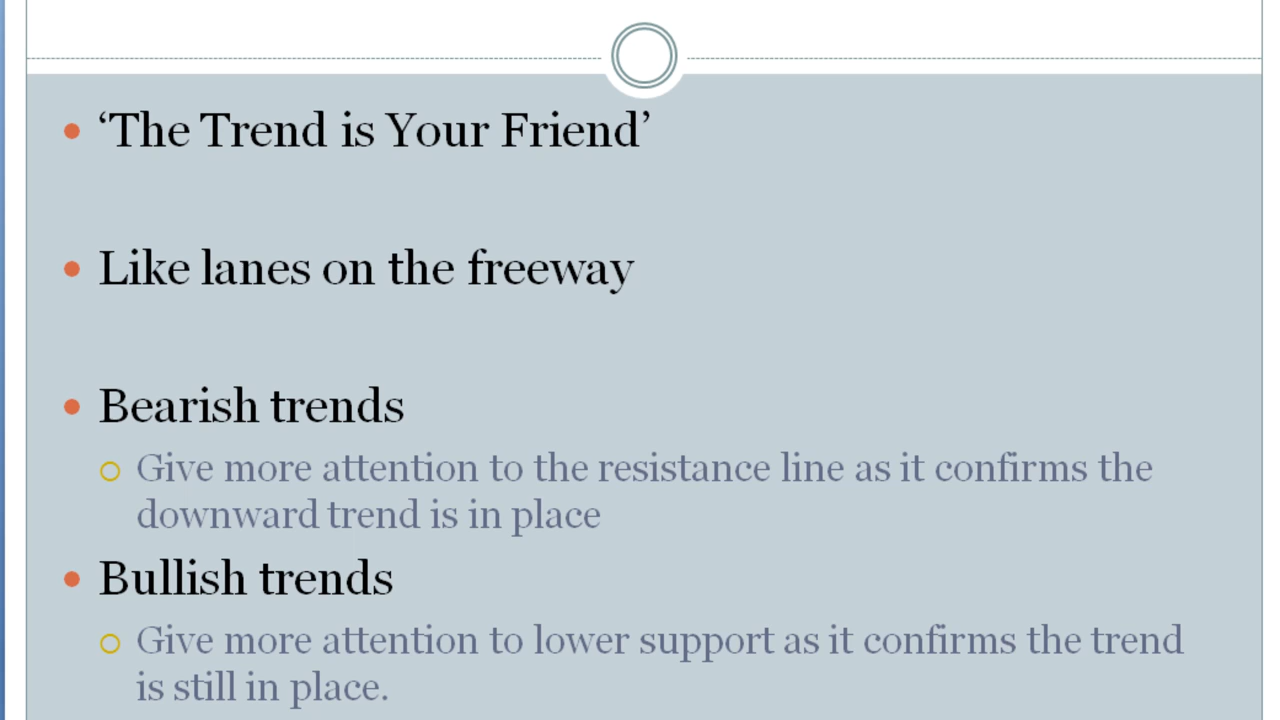 • ‘The Trend is Your Friend’
• Like lanes on the freeway
• Bearish trends
○ Give more attention to the resistance line as it confirms the
downward trend is in place
• Bullish trends
○ Give more attention to lower support as it confirms the trend
is still in place.